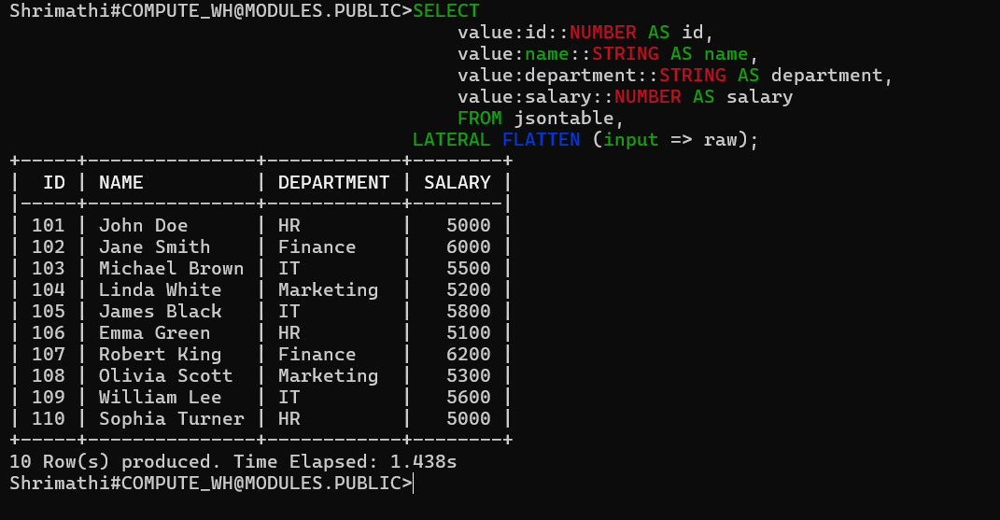 Shrimathi#COMPUTE_WH@MODULES.PUBLIC>SELECT
                                        value:id::NUMBER AS id,
                                        value:name::STRING AS name,
                                        value:department::STRING AS department,
                                        value:salary::NUMBER AS salary
                                        FROM jsontable,
                                    LATERAL FLATTEN (input => raw);
+-----+---------------+------------+--------+
|  ID | NAME          | DEPARTMENT | SALARY |
|-----+---------------+------------+--------|
| 101 | John Doe      | HR         |   5000 |
| 102 | Jane Smith    | Finance    |   6000 |
| 103 | Michael Brown | IT         |   5500 |
| 104 | Linda White   | Marketing  |   5200 |
| 105 | James Black   | IT         |   5800 |
| 106 | Emma Green    | HR         |   5100 |
| 107 | Robert King   | Finance    |   6200 |
| 108 | Olivia Scott  | Marketing  |   5300 |
| 109 | William Lee   | IT         |   5600 |
| 110 | Sophia Turner | HR         |   5000 |
+-----+---------------+------------+--------+
10 Row(s) produced. Time Elapsed: 1.438s
Shrimathi#COMPUTE_WH@MODULES.PUBLIC>